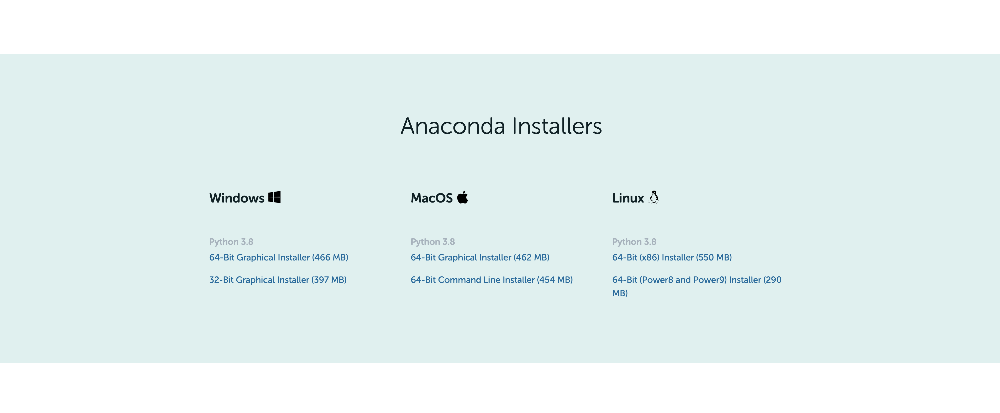 Anaconda Installers
Windows
MacOS
Linux
Python 3.8
64-Bit Graphical Installer (466 MB)
32-Bit Graphical Installer (397 MB)
Python 3.8
64-Bit Graphical Installer (462 MB)
64-Bit Command Line Installer (454 MB)
Python 3.8
64-Bit (x86) Installer (550 MB)
64-Bit (Power8 and Power9) Installer (290
MB)